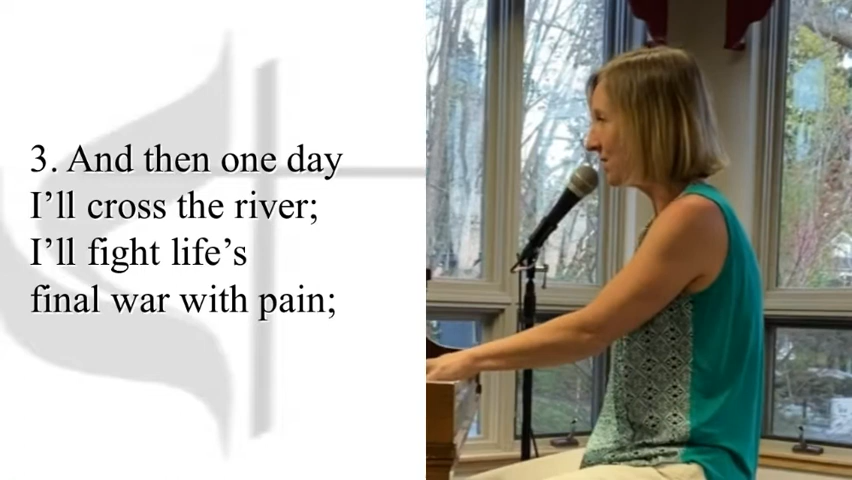 3. And then one day
I’ll cross the river;
I’ll fight life’s
final war with pain;